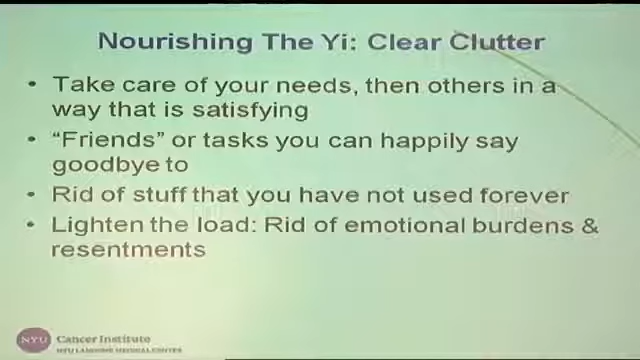 Nourishing The Yi: Clear Clutter
• Take care of your needs, then others in a
way that is satisfying
• “Friends” or tasks you can happily say
goodbye to
• Rid of stuff that you have not used forever
• Lighten the load: Rid of emotional burdens &
resentments
NYU Cancer Institute
NYU LANGONE MEDICAL CENTER